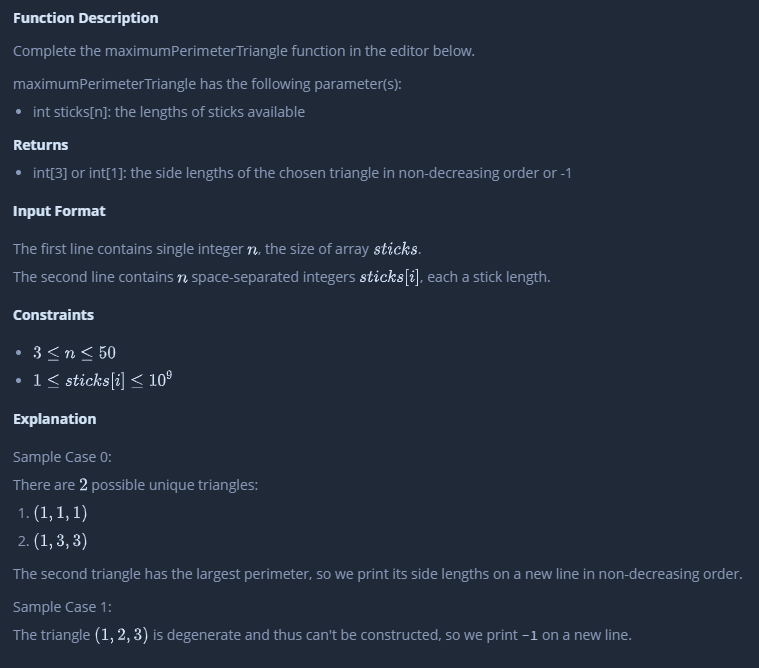 Function Description
Complete the maximumPerimeterTriangle function in the editor below.
maximumPerimeterTriangle has the following parameter(s):
• int sticks[n]: the lengths of sticks available
Returns
• int[3] or int[1]: the side lengths of the chosen triangle in non-decreasing order or -1
Input Format
The first line contains single integer n, the size of array sticks.
The second line contains n space-separated integers sticks[i], each a stick length.
Constraints
• 3 ≤ n ≤ 50
• 1 ≤ sticks[i] ≤ 10⁹
Explanation
Sample Case 0:
There are 2 possible unique triangles:
1. (1, 1, 1)
2. (1, 3, 3)
The second triangle has the largest perimeter, so we print its side lengths on a new line in non-decreasing order.
Sample Case 1:
The triangle (1, 2, 3) is degenerate and thus can't be constructed, so we print -1 on a new line.